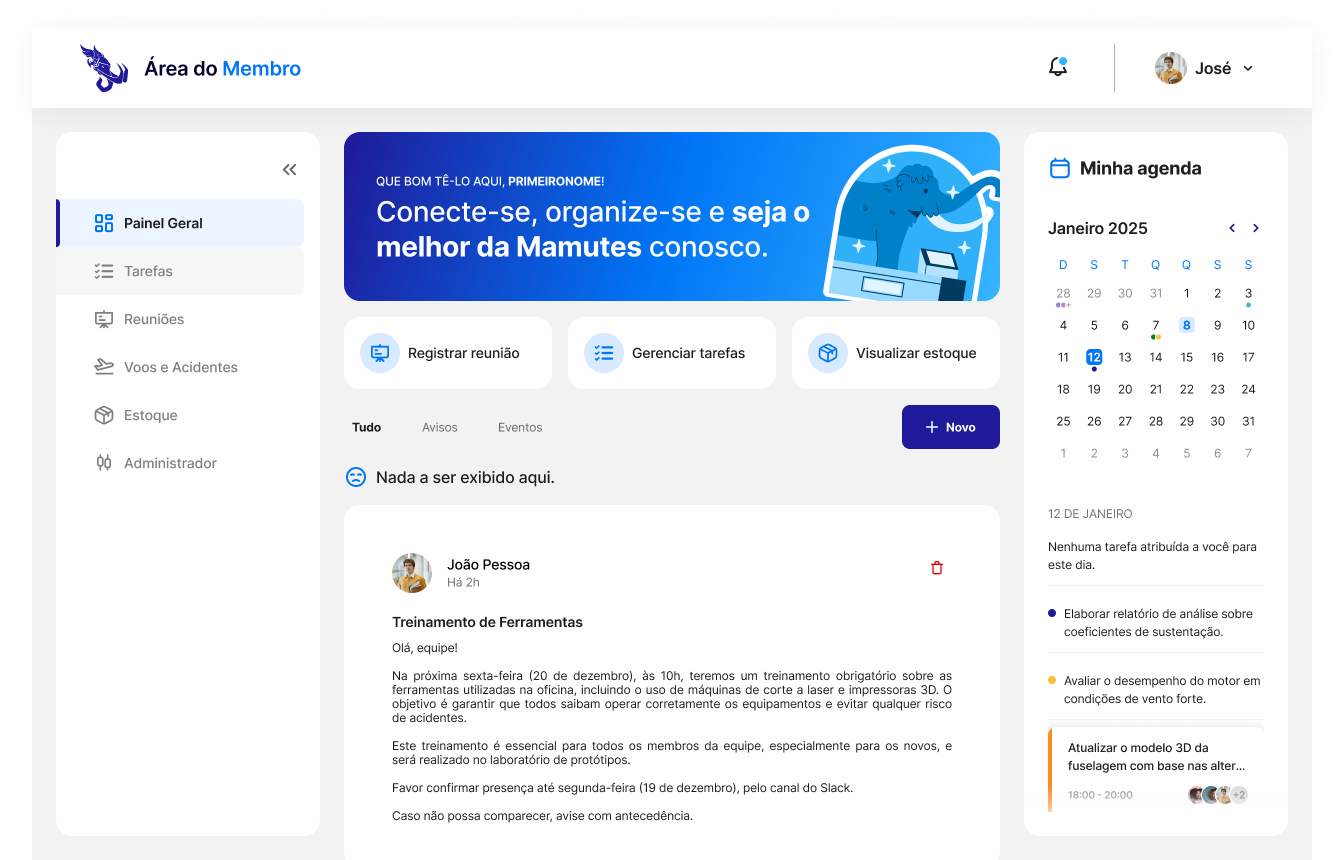 Área do Membro
José
Painel Geral
Tarefas
Reuniões
Voos e Acidentes
Estoque
Administrador
QUE BOM TÊ-LO AQUI, PRIMEIRONOME!
Conecte-se, organize-se e seja o
melhor da Mamutes conosco.
Registrar reunião
Gerenciar tarefas
Visualizar estoque
Tudo
Avisos
Eventos
+ Novo
Nada a ser exibido aqui.
João Pessoa
Há 2h
Treinamento de Ferramentas
Olá, equipe!
Na próxima sexta-feira (20 de dezembro), às 10h, teremos um treinamento obrigatório sobre as
ferramentas utilizadas na oficina, incluindo o uso de máquinas de corte a laser e impressoras 3D. O
objetivo é garantir que todos saibam operar corretamente os equipamentos e evitar qualquer risco
de acidentes.
Este treinamento é essencial para todos os membros da equipe, especialmente para os novos, e
será realizado no laboratório de protótipos.
Favor confirmar presença até segunda-feira (19 de dezembro), pelo canal do Slack.
Caso não possa comparecer, avise com antecedência.
Minha agenda
Janeiro 2025
D S T Q Q S S
28 29 30 31 1 2 3
4 5 6 7 8 9 10
11 12 13 14 15 16 17
18 19 20 21 22 23 24
25 26 27 28 29 30 31
1 2 3 4 5 6 7
12 DE JANEIRO
Nenhuma tarefa atribuída a você para
este dia.
Elaborar relatório de análise sobre
coeficientes de sustentação.
Avaliar o desempenho do motor em
condições de vento forte.
Atualizar o modelo 3D da
fuselagem com base nas alter...
18:00 - 20:00
+2